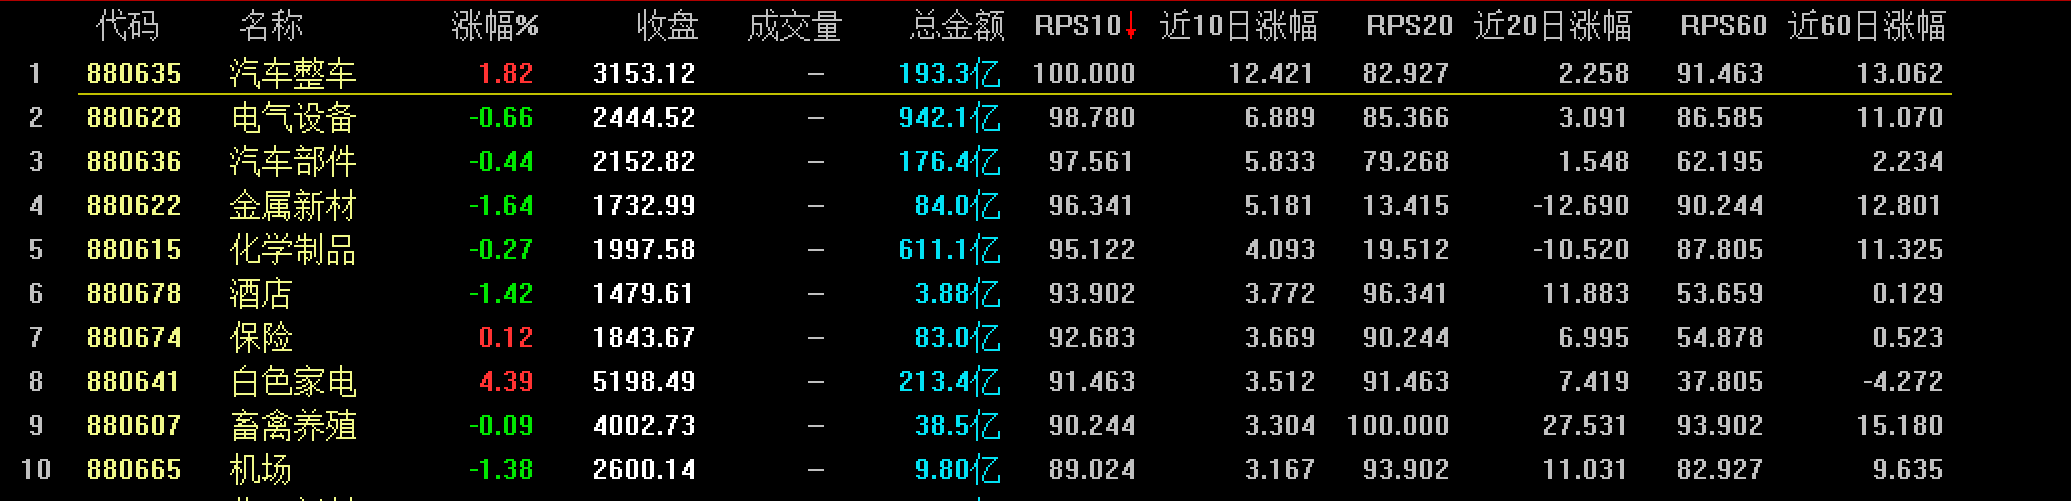 代码 名称 涨幅% 收盘 成交量 总金额 RPS10↓ 近10日涨幅 RPS20 近20日涨幅 RPS60 近60日涨幅
1 880635 汽车整车 1.82 3153.12 — 193.3亿 100.000 12.421 82.927 2.258 91.463 13.062
2 880628 电气设备 -0.66 2444.52 — 942.1亿 98.780 6.889 85.366 3.091 86.585 11.070
3 880636 汽车部件 -0.44 2152.82 — 176.4亿 97.561 5.833 79.268 1.548 62.195 2.234
4 880622 金属新材 -1.64 1732.99 — 84.0亿 96.341 5.181 13.415 -12.690 90.244 12.801
5 880615 化学制品 -0.27 1997.58 — 611.1亿 95.122 4.093 19.512 -10.520 87.805 11.325
6 880678 酒店 -1.42 1479.61 — 3.88亿 93.902 3.772 96.341 11.883 53.659 0.129
7 880674 保险 0.12 1843.67 — 83.0亿 92.683 3.669 90.244 6.995 54.878 0.523
8 880641 白色家电 4.39 5198.49 — 213.4亿 91.463 3.512 91.463 7.419 37.805 -4.272
9 880607 畜禽养殖 -0.09 4002.73 — 38.5亿 90.244 3.304 100.000 27.531 93.902 15.180
10 880665 机场 -1.38 2600.14 — 9.80亿 89.024 3.167 93.902 11.031 82.927 9.635